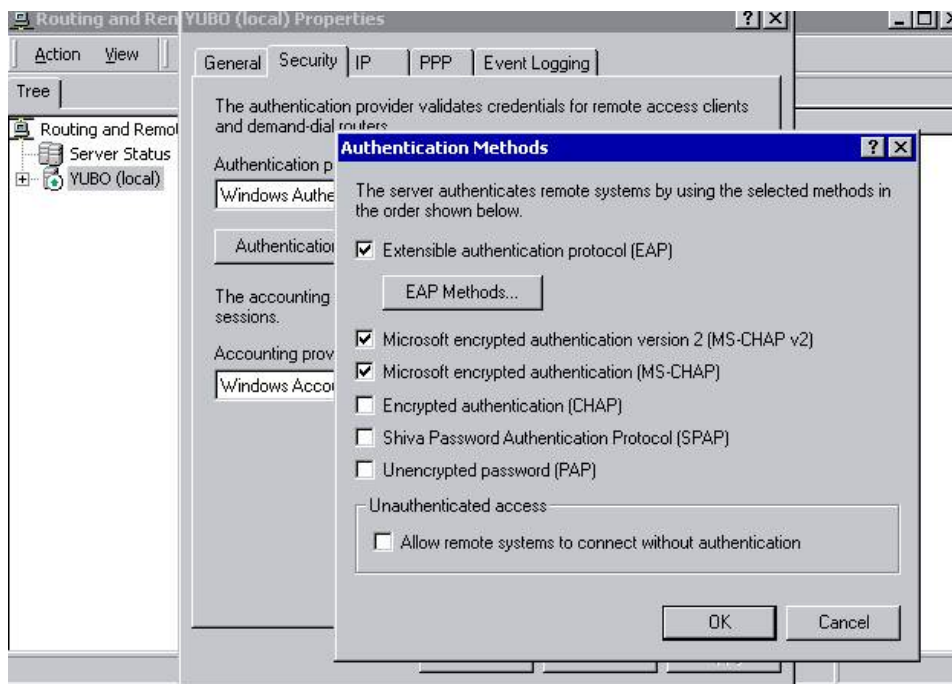 Routing and Ren
YUBO (local) Properties
Action View
Tree
Routing and Remo
Server Status
YUBO (local)
General Security IP PPP Event Logging
The authentication provider validates credentials for remote access clients
and demand-dial routers.
Authentication p
Windows Authe
Authentication
The accounting
sessions.
Accounting prov
Windows Accou
Authentication Methods
The server authenticates remote systems by using the selected methods in
the order shown below.
Extensible authentication protocol (EAP)
EAP Methods...
Microsoft encrypted authentication version 2 (MS-CHAP v2)
Microsoft encrypted authentication (MS-CHAP)
Encrypted authentication (CHAP)
Shiva Password Authentication Protocol (SPAP)
Unencrypted password (PAP)
Unauthenticated access
Allow remote systems to connect without authentication
OK Cancel